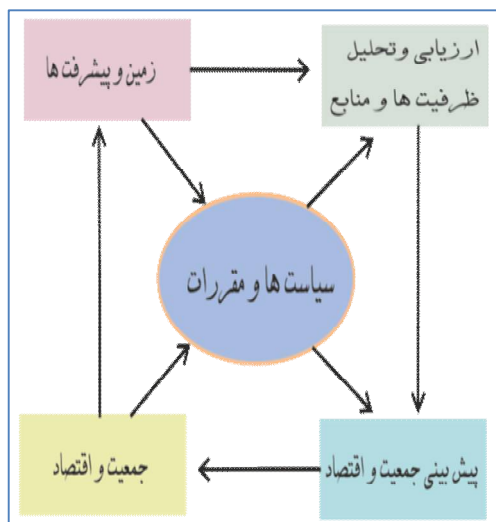 ارزیابی و تحلیل
ظرفیت ها و منابع
زمین و پیشرفت ها
سیاست ها و مقررات
پیش بینی جمعیت و اقتصاد
جمعیت و اقتصاد